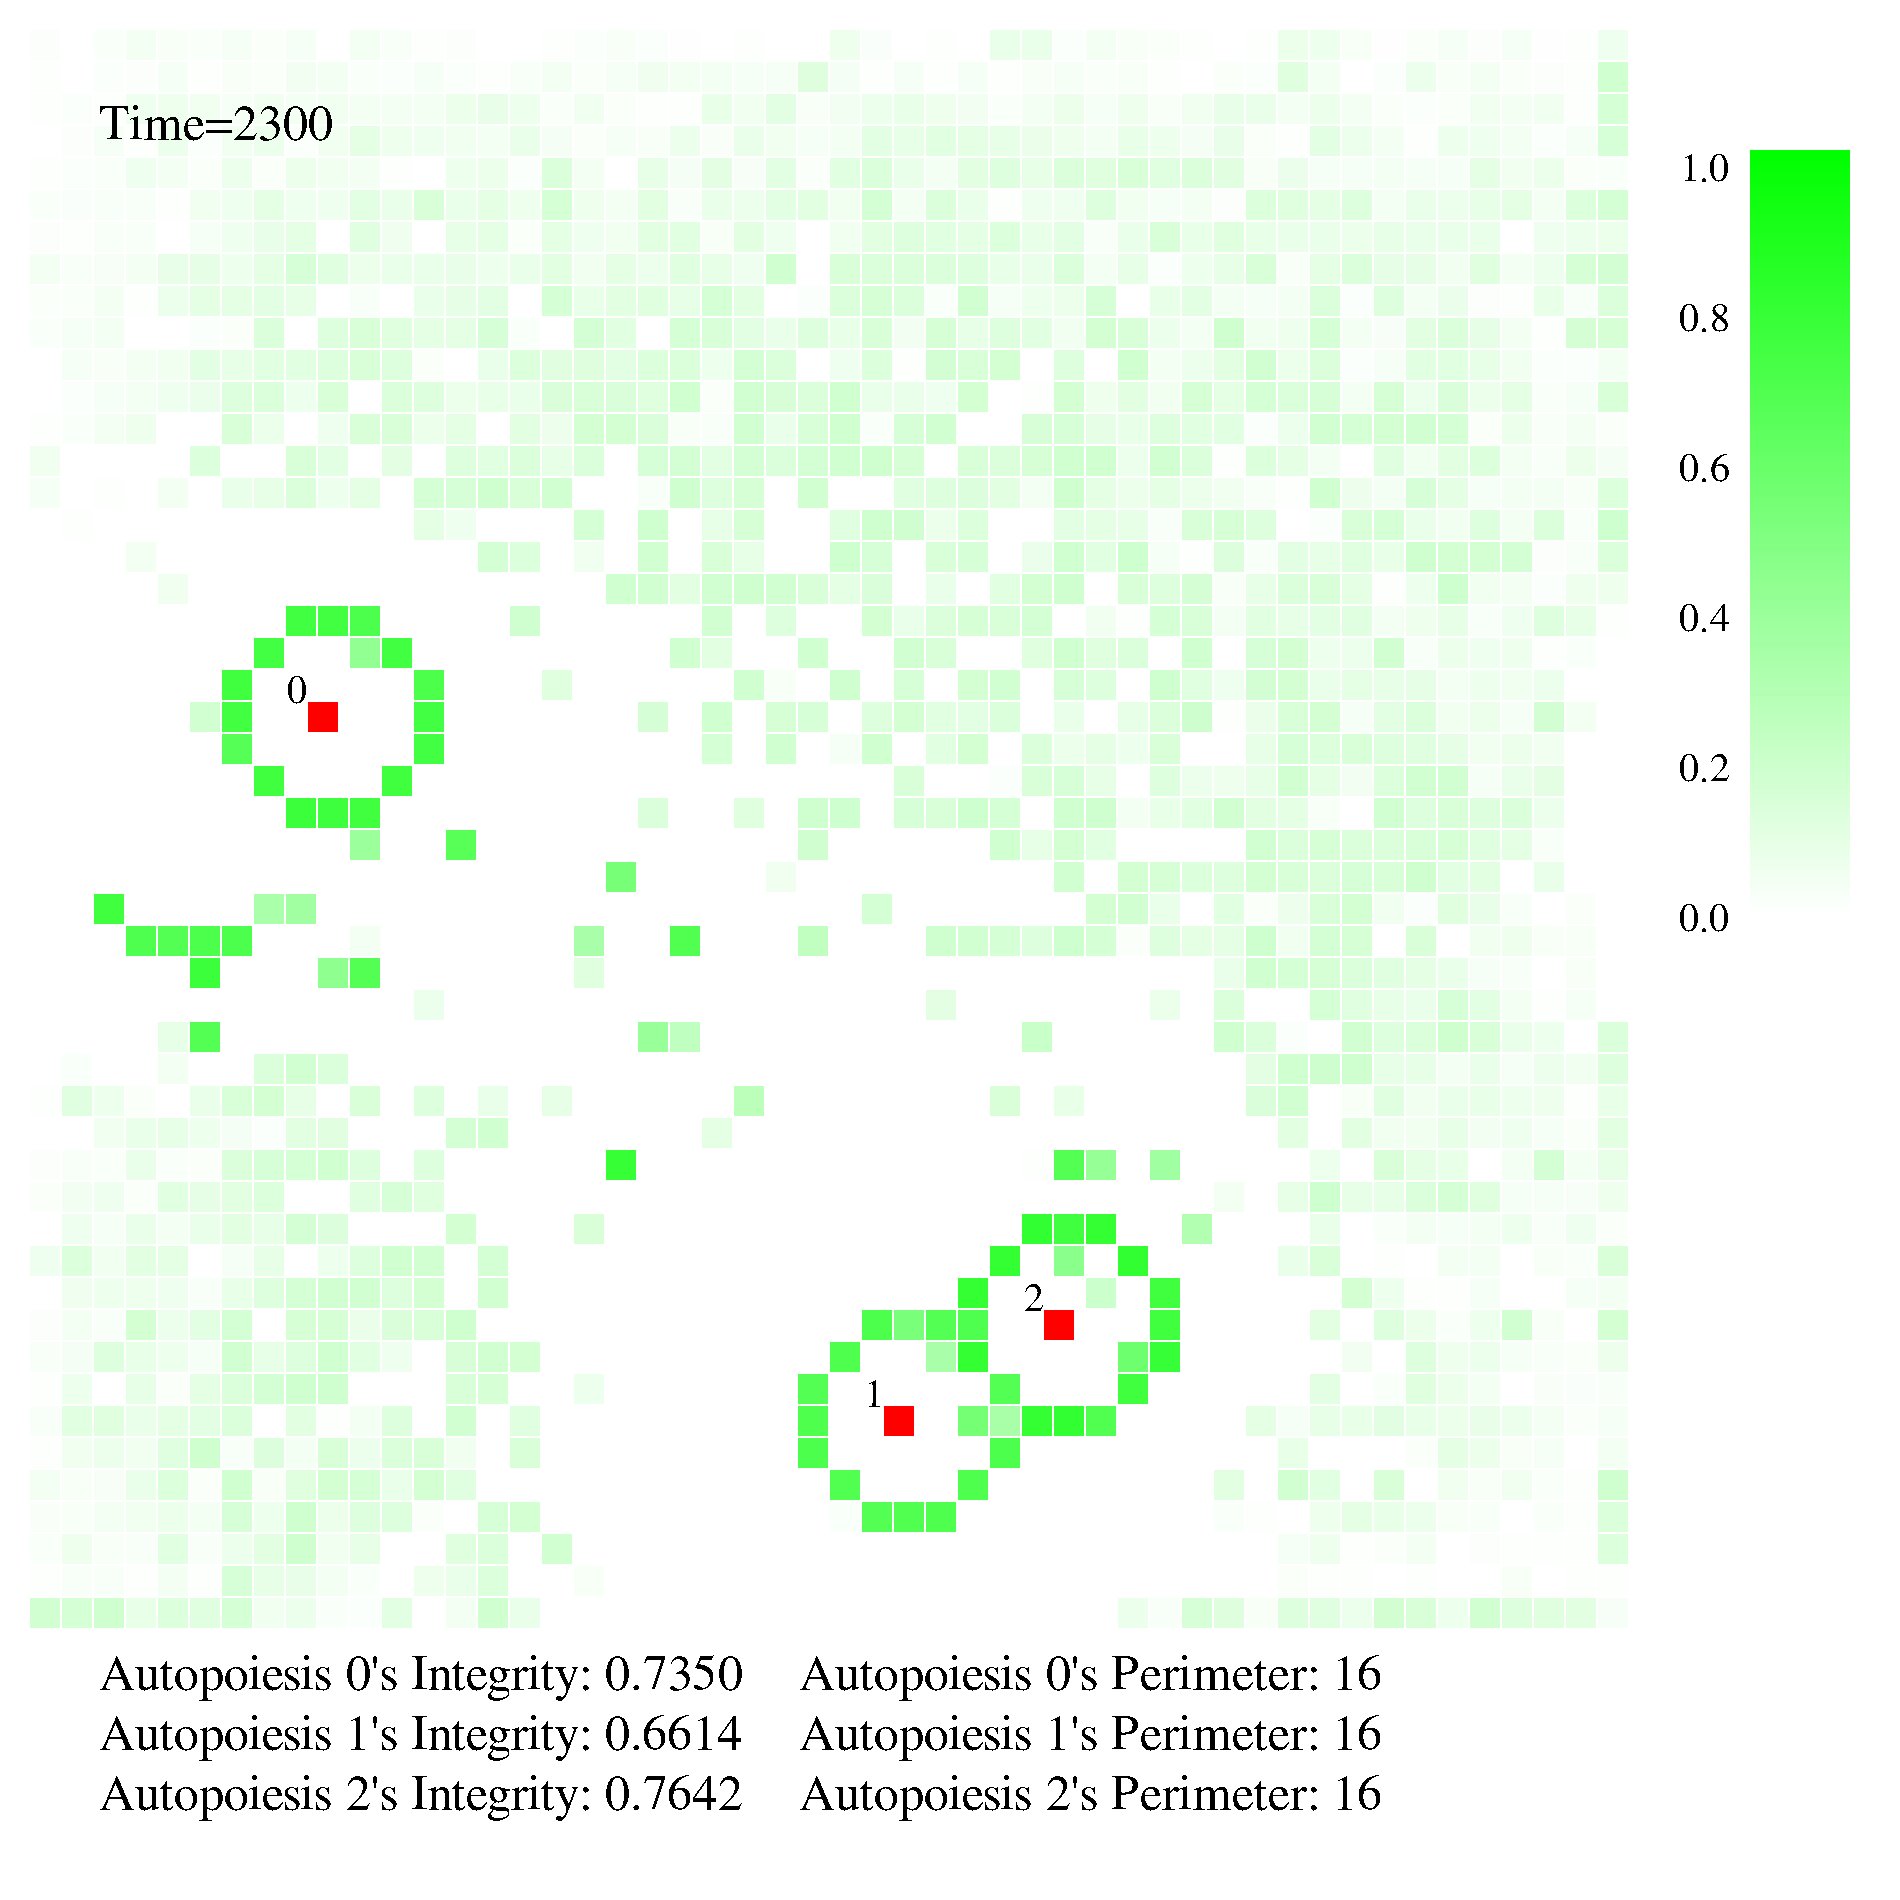 Time=2300
1.0
0.8
0.6
0.4
0.2
0.0
0
2
1
Autopoiesis 0's Integrity: 0.7350 Autopoiesis 0's Perimeter: 16
Autopoiesis 1's Integrity: 0.6614 Autopoiesis 1's Perimeter: 16
Autopoiesis 2's Integrity: 0.7642 Autopoiesis 2's Perimeter: 16